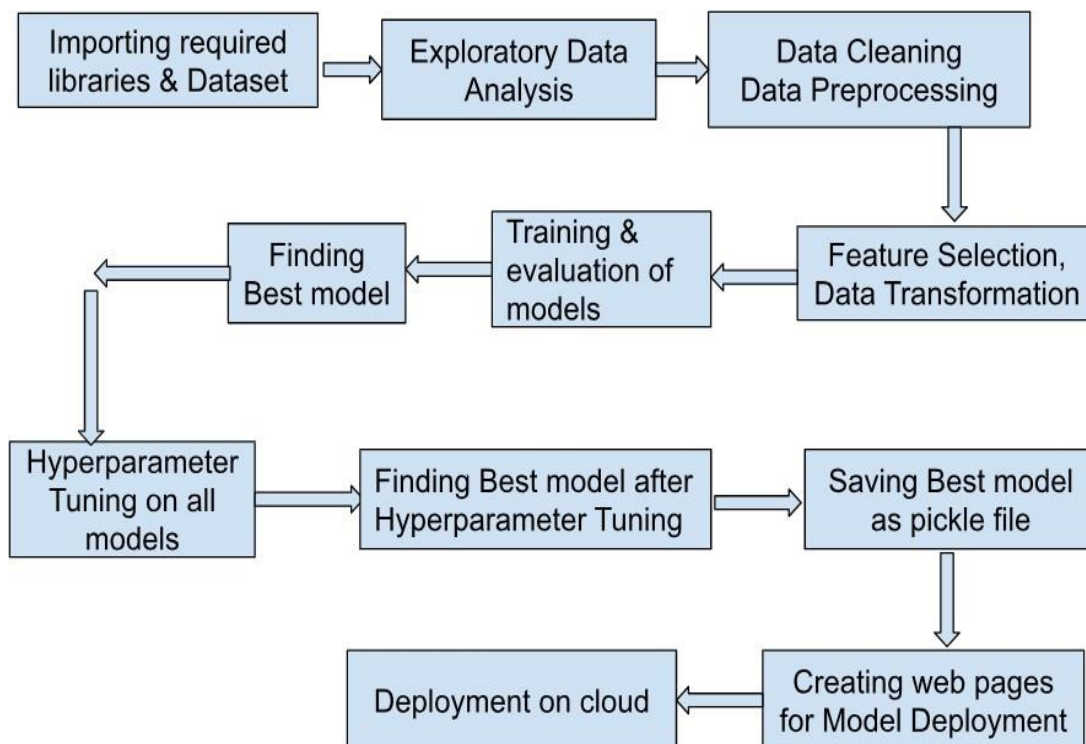 Importing required
libraries & Dataset
Exploratory Data
Analysis
Data Cleaning
Data Preprocessing
Feature Selection,
Data Transformation
Training &
evaluation of
models
Finding
Best model
Hyperparameter
Tuning on all
models
Finding Best model after
Hyperparameter Tuning
Saving Best model
as pickle file
Creating web pages
for Model Deployment
Deployment on cloud